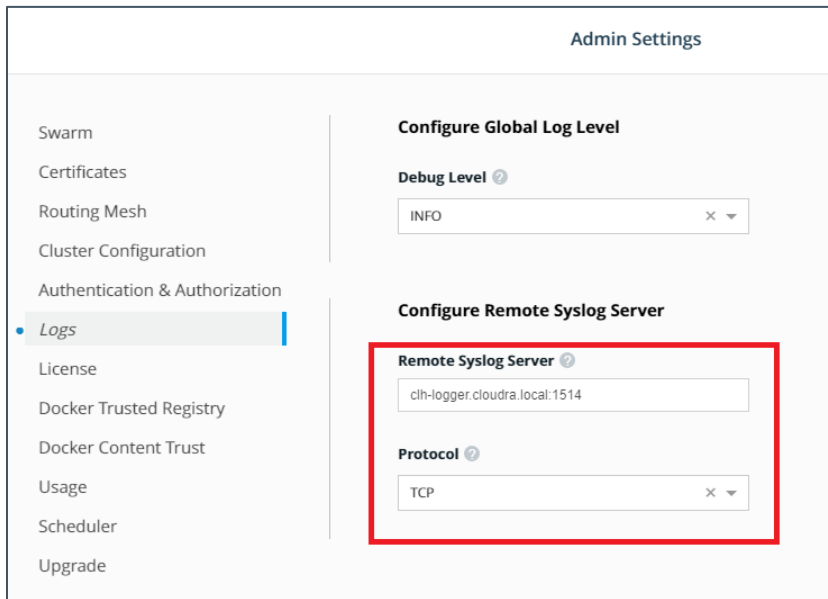 Admin Settings
Swarm
Certificates
Routing Mesh
Cluster Configuration
Authentication & Authorization
Logs
License
Docker Trusted Registry
Docker Content Trust
Usage
Scheduler
Upgrade
Configure Global Log Level
Debug Level ?
INFO
Configure Remote Syslog Server
Remote Syslog Server ?
clh-logger.cloudra.local:1514
Protocol ?
TCP